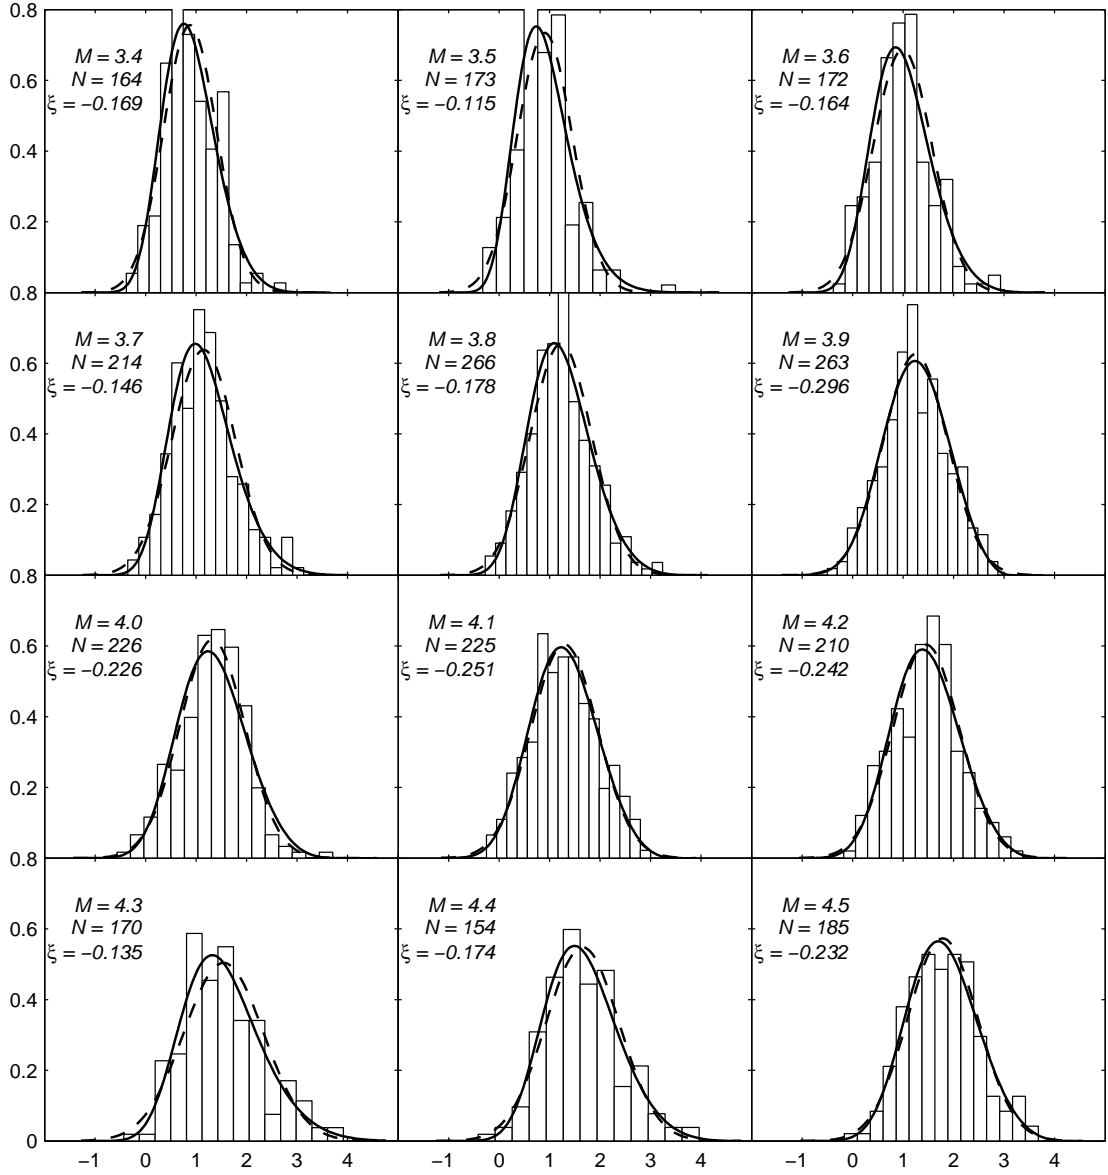 0.8
0.6
0.4
0.2
M = 3.4
N = 164
ξ = −0.169
M = 3.5
N = 173
ξ = −0.115
M = 3.6
N = 172
ξ = −0.164
0.8
0.6
0.4
0.2
−1 0 1 2 3 4 −1 0 1 2 3 4 −1 0 1 2 3 4
M = 3.7
N = 214
ξ = −0.146
M = 3.8
N = 266
ξ = −0.178
M = 3.9
N = 263
ξ = −0.296
0.8
0.6
0.4
0.2
M = 4.0
N = 226
ξ = −0.226
M = 4.1
N = 225
ξ = −0.251
M = 4.2
N = 210
ξ = −0.242
0.8
0.6
0.4
0.2
0
M = 4.3
N = 170
ξ = −0.135
M = 4.4
N = 154
ξ = −0.174
M = 4.5
N = 185
ξ = −0.232